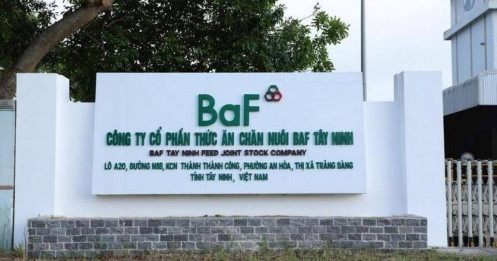 BaF
CÔNG TY CỔ PHẦN THỨC ĂN CHĂN NUÔI BAF TÂY NINH
BAF TAY NINH FEED JOINT STOCK COMPANY
LÔ A20, ĐƯỜNG N8B, KCN THÀNH THÀNH CÔNG, PHƯỜNG AN HÒA, THỊ XÃ TRẢNG BÀNG
TỈNH TÂY NINH, VIỆT NAM